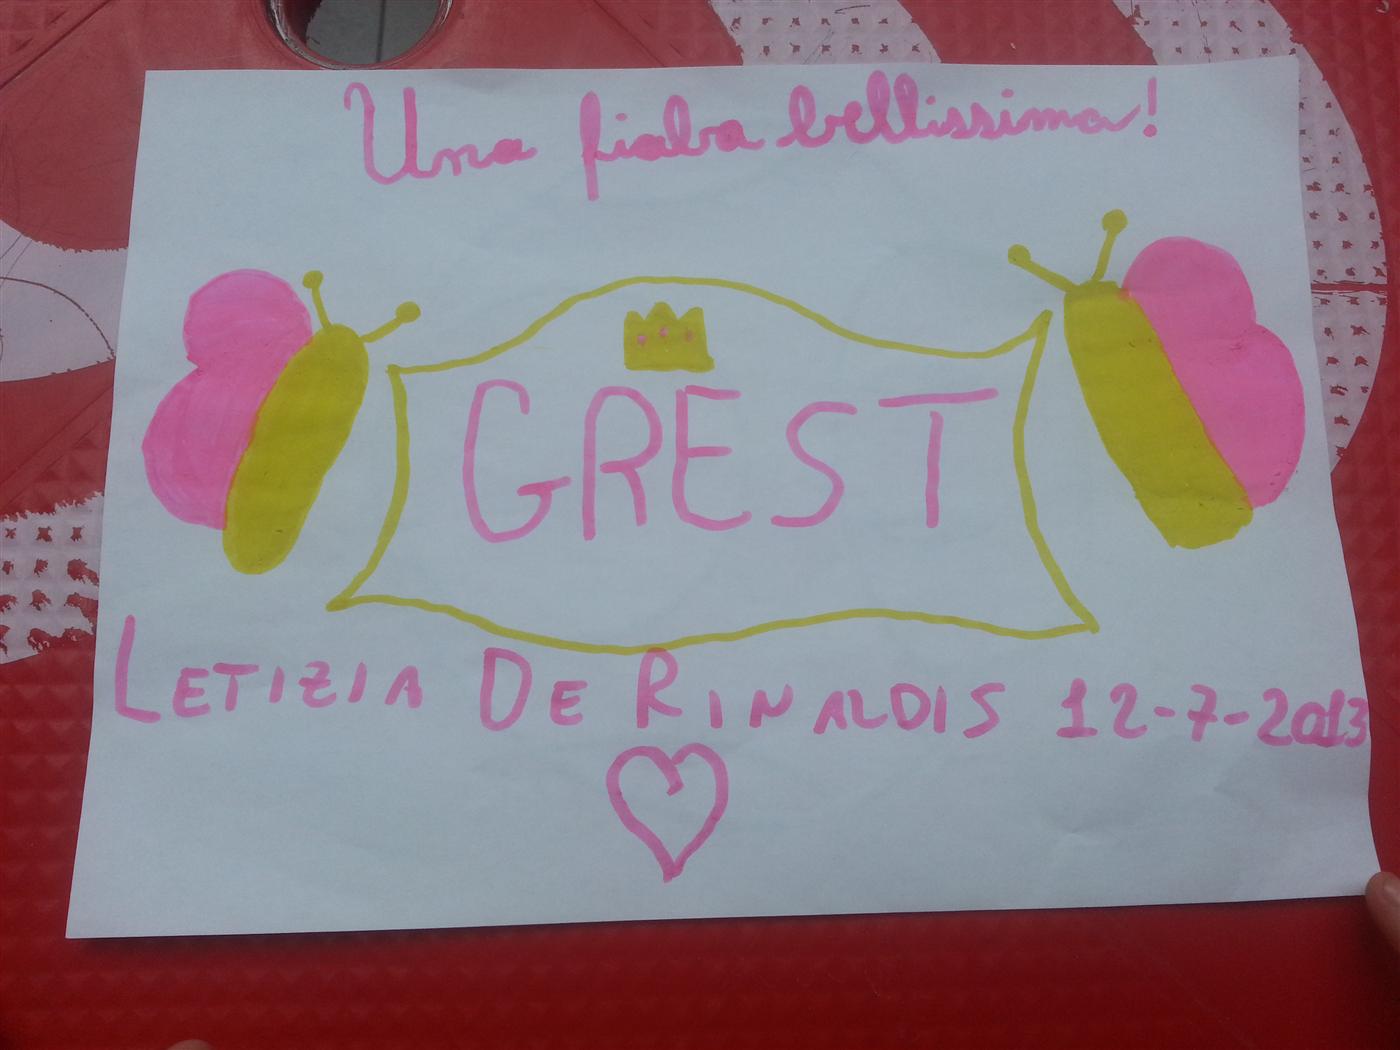 Una fiaba bellissima!
GREST
LETIZIA DE RINALDIS 12-7-2013